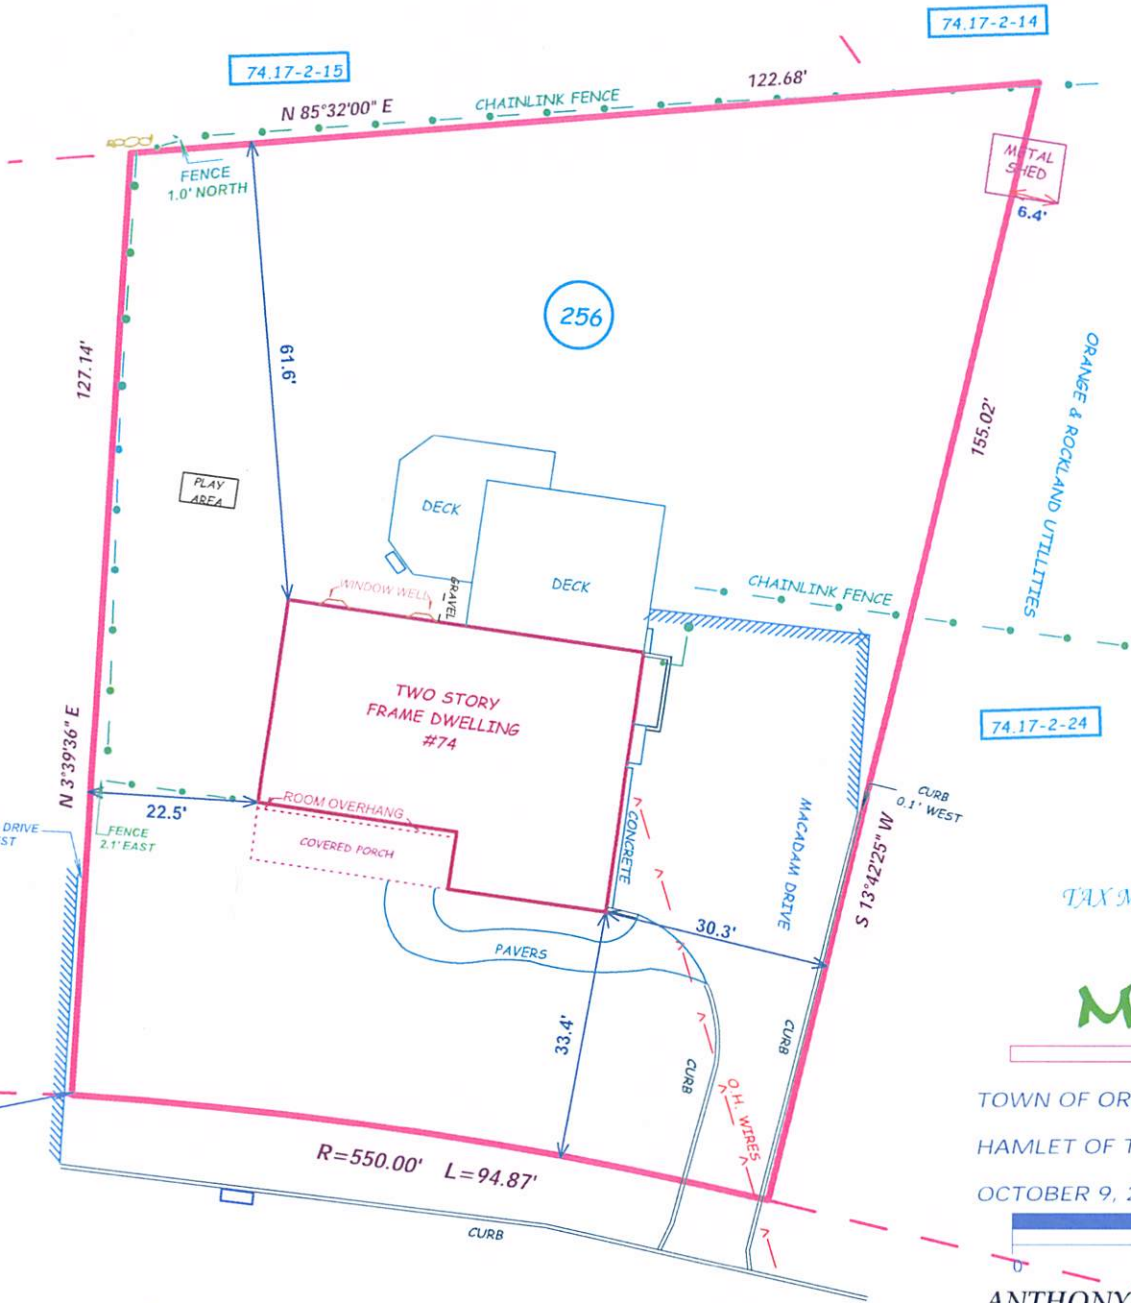 74.17-2-14
74.17-2-15
122.68'
N 85°32'00" E
CHAINLINK FENCE
FENCE
1.0' NORTH
METAL
SHED
6.4'
256
127.14'
61.6'
155.02'
ORANGE & ROCKLAND UTILLITIES
PLAY
AREA
DECK
DECK
WINDOW WELL
GRAVEL
CHAINLINK FENCE
TWO STORY
FRAME DWELLING
#74
74.17-2-24
N 3°39'36" E
22.5'
ROOM OVERHANG
COVERED PORCH
CONCRETE
MACADAM DRIVE
CURB
0.1' WEST
DRIVE
FENCE
2.1' EAST
S 13°42'25" W
30.3'
PAVERS
33.4'
CURB
CURB
O.H. WIRES
R=550.00' L=94.87'
CURB
TAX
TOWN OF
HAMLET OF
OCTOBER 9,
0
ANTHONY